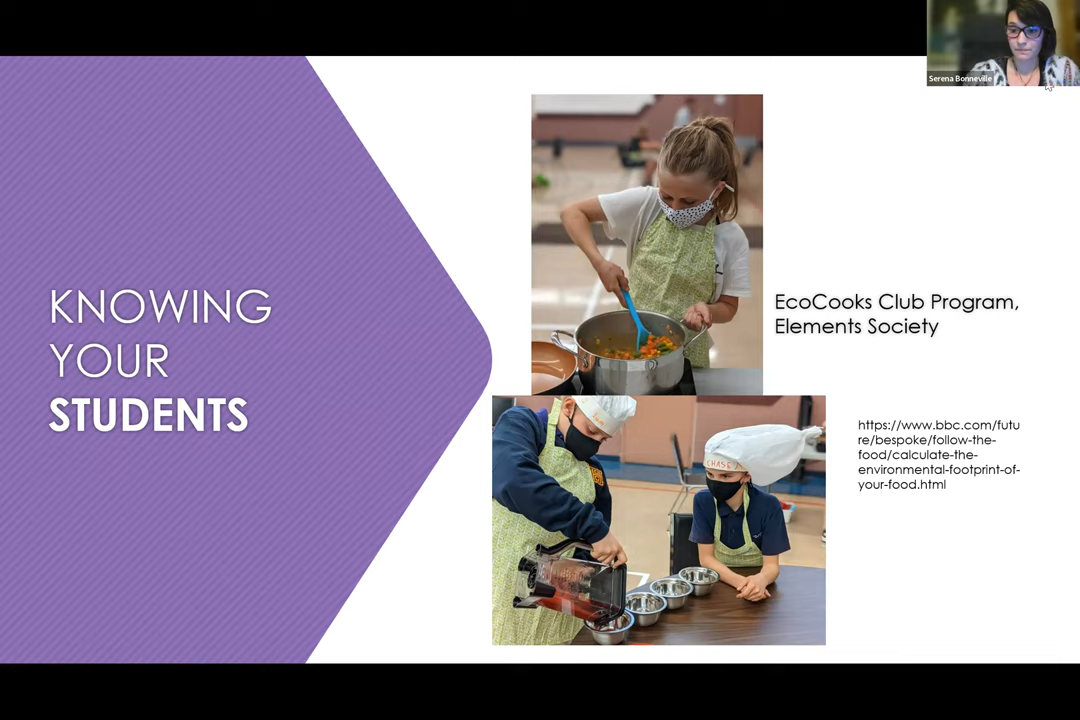 Serena Bonneville
KNOWING
YOUR
STUDENTS
EcoCooks Club Program,
Elements Society
https://www.bbc.com/futu
re/bespoke/follow-the-
food/calculate-the-
environmental-footprint-of-
your-food.html
CHASE